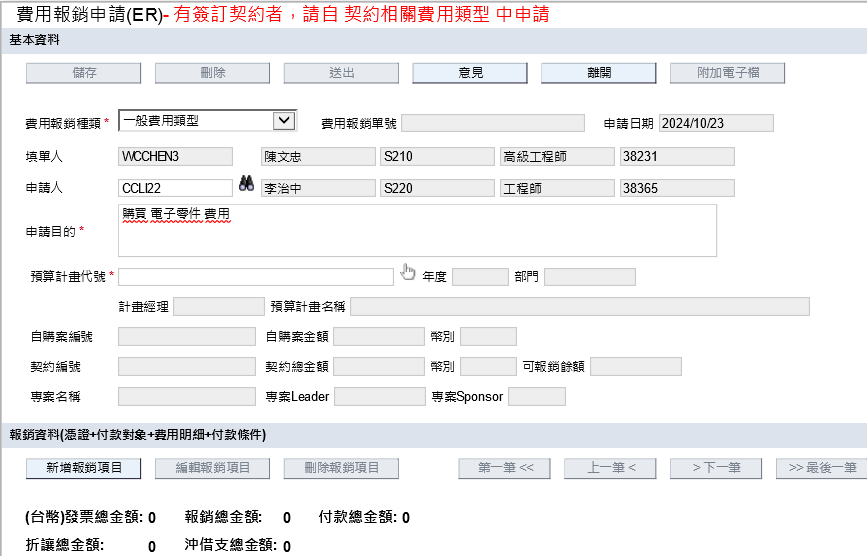 費用報銷申請(ER)- 有簽訂契約者，請自 契約相關費用類型 中申請
基本資料
儲存 刪除 送出 意見 離開 附加電子檔
費用報銷種類 * 一般費用類型 費用報銷單號 申請日期 2024/10/23
填單人 WCCHEN3 陳文忠 S210 高級工程師 38231
申請人 CCLI22 李治中 S220 工程師 38365
申請目的 * 購買 電子零件 費用
預算計畫代號 * 年度 部門
計畫經理 預算計畫名稱
自購案編號 自購案金額 幣別
契約編號 契約總金額 幣別 可報銷餘額
專案名稱 專案Leader 專案Sponsor
報銷資料(憑證+付款對象+費用明細+付款條件)
新增報銷項目 編輯報銷項目 刪除報銷項目 第一筆 << 上一筆 < > 下一筆 >> 最後一筆
(台幣)發票總金額: 0 報銷總金額: 0 付款總金額: 0
折讓總金額: 0 沖借支總金額: 0